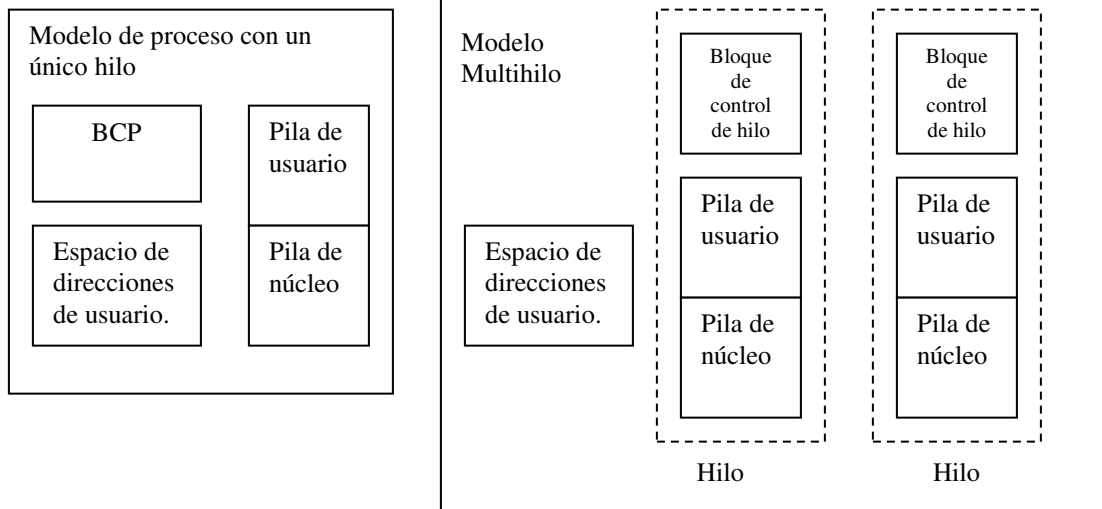 Modelo de proceso con un
único hilo
BCP
Pila de
usuario
Espacio de
direcciones
de usuario.
Pila de
núcleo
Modelo
Multihilo
Espacio de
direcciones
de usuario.
Bloque
de
control
de hilo
Pila de
usuario
Pila de
núcleo
Hilo
Bloque
de
control
de hilo
Pila de
usuario
Pila de
núcleo
Hilo